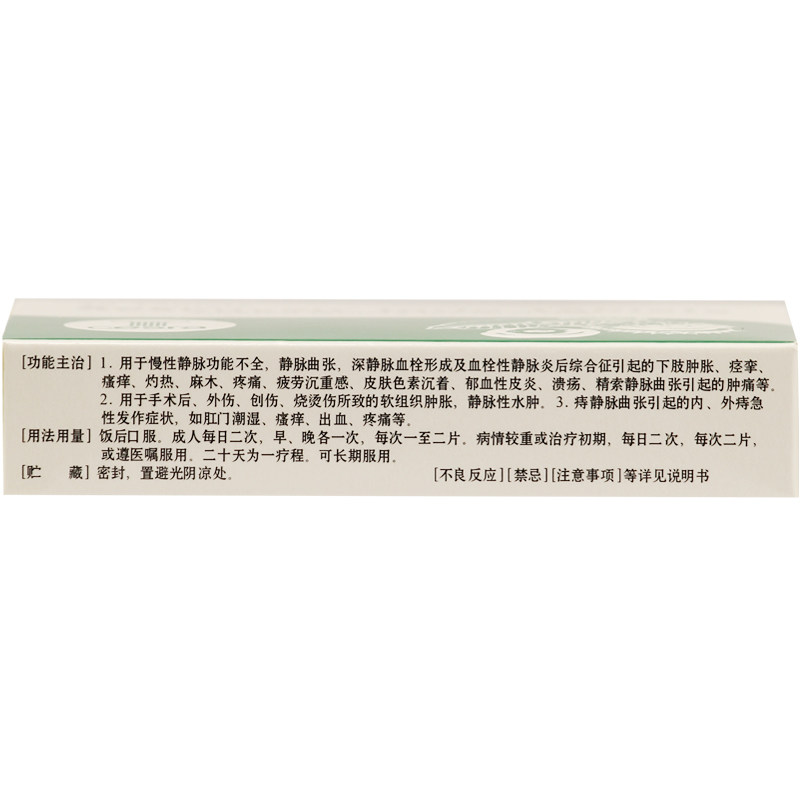 [功能主治] 1. 用于慢性静脉功能不全，静脉曲张，深静脉血栓形成及血栓性静脉炎后综合征引起的下肢肿胀、痉挛、
瘙痒、灼热、麻木、疼痛、疲劳沉重感、皮肤色素沉着、郁血性皮炎、溃疡、精索静脉曲张引起的肿痛等。
2. 用于手术后、外伤、创伤、烧烫伤所致的软组织肿胀，静脉性水肿。3. 痔静脉曲张引起的内、外痔急
性发作症状，如肛门潮湿、瘙痒、出血、疼痛等。
[用法用量] 饭后口服。成人每日二次，早、晚各一次，每次一至二片。病情较重或治疗初期，每日二次，每次二片，
或遵医嘱服用。二十天为一疗程。可长期服用。
[贮 藏] 密封，置避光阴凉处。 [不良反应][禁忌][注意事项]等详见说明书